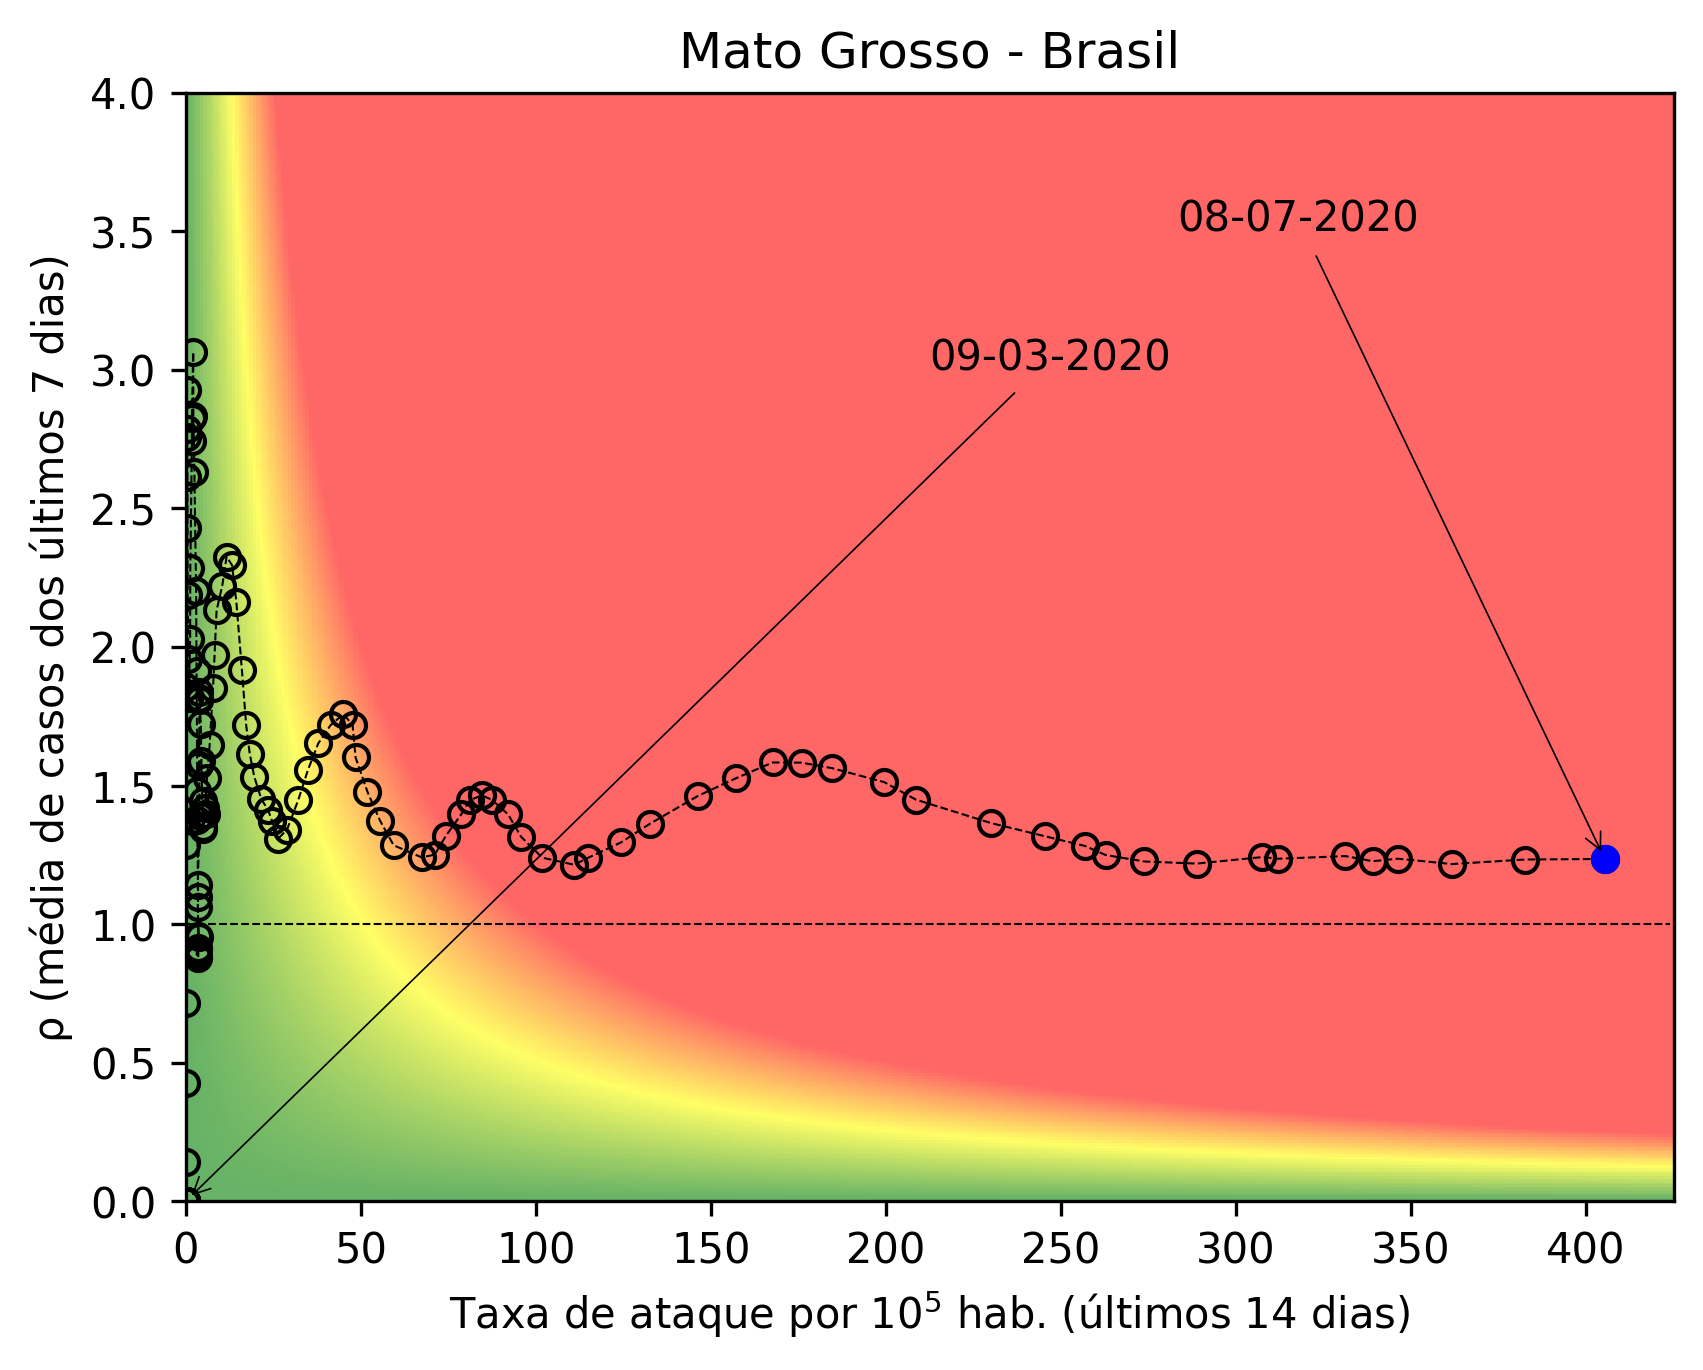 Mato Grosso - Brasil
4.0
3.5
3.0
2.5
2.0
1.5
1.0
0.5
0.0
ρ (média de casos dos últimos 7 dias)
08-07-2020
09-03-2020
0 50 100 150 200 250 300 350 400
Taxa de ataque por 10⁵ hab. (últimos 14 dias)